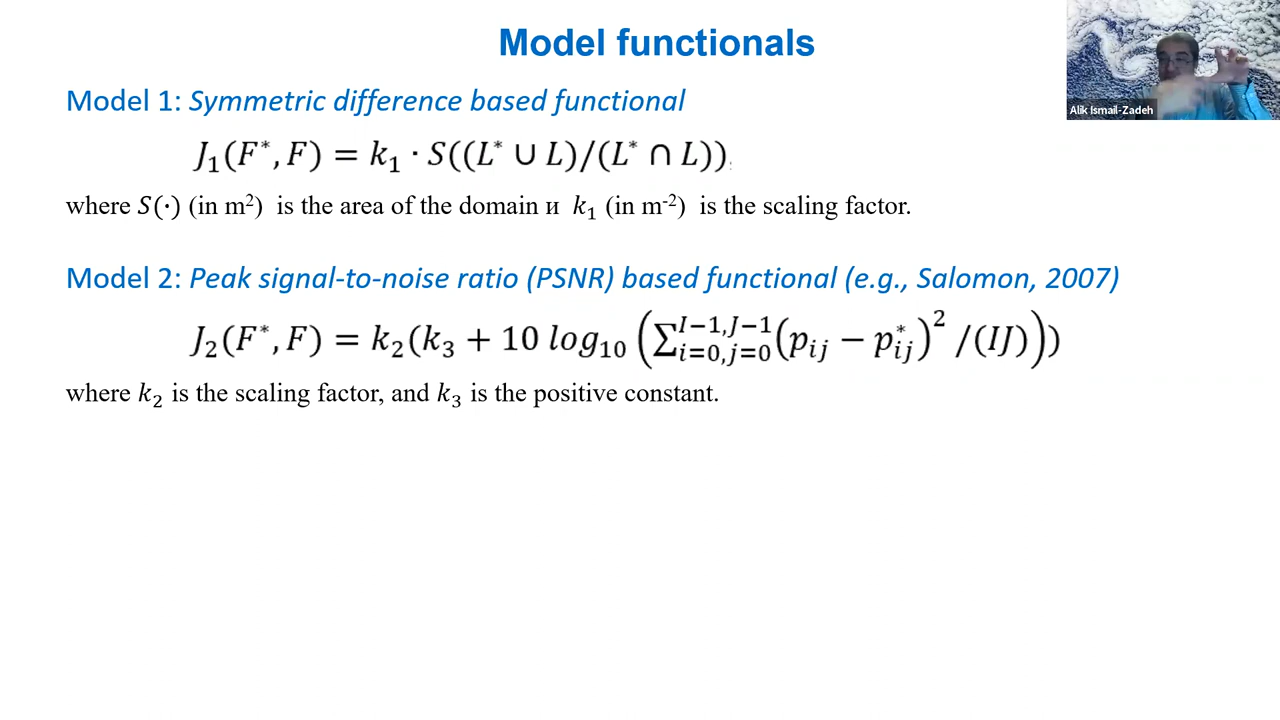 Model functionals
Alik Ismail-Zadeh
Model 1: Symmetric difference based functional
J₁(F*, F) = k₁ · S((L* ∪ L)/(L* ∩ L))
where S(·) (in m²) is the area of the domain и k₁ (in m⁻²) is the scaling factor.
Model 2: Peak signal-to-noise ratio (PSNR) based functional (e.g., Salomon, 2007)
J₂(F*, F) = k₂(k₃ + 10 log₁₀ (∑_{i=0,j=0}^{I−1,J−1}(p_{ij} − p*_{ij})² /(IJ)))
where k₂ is the scaling factor, and k₃ is the positive constant.